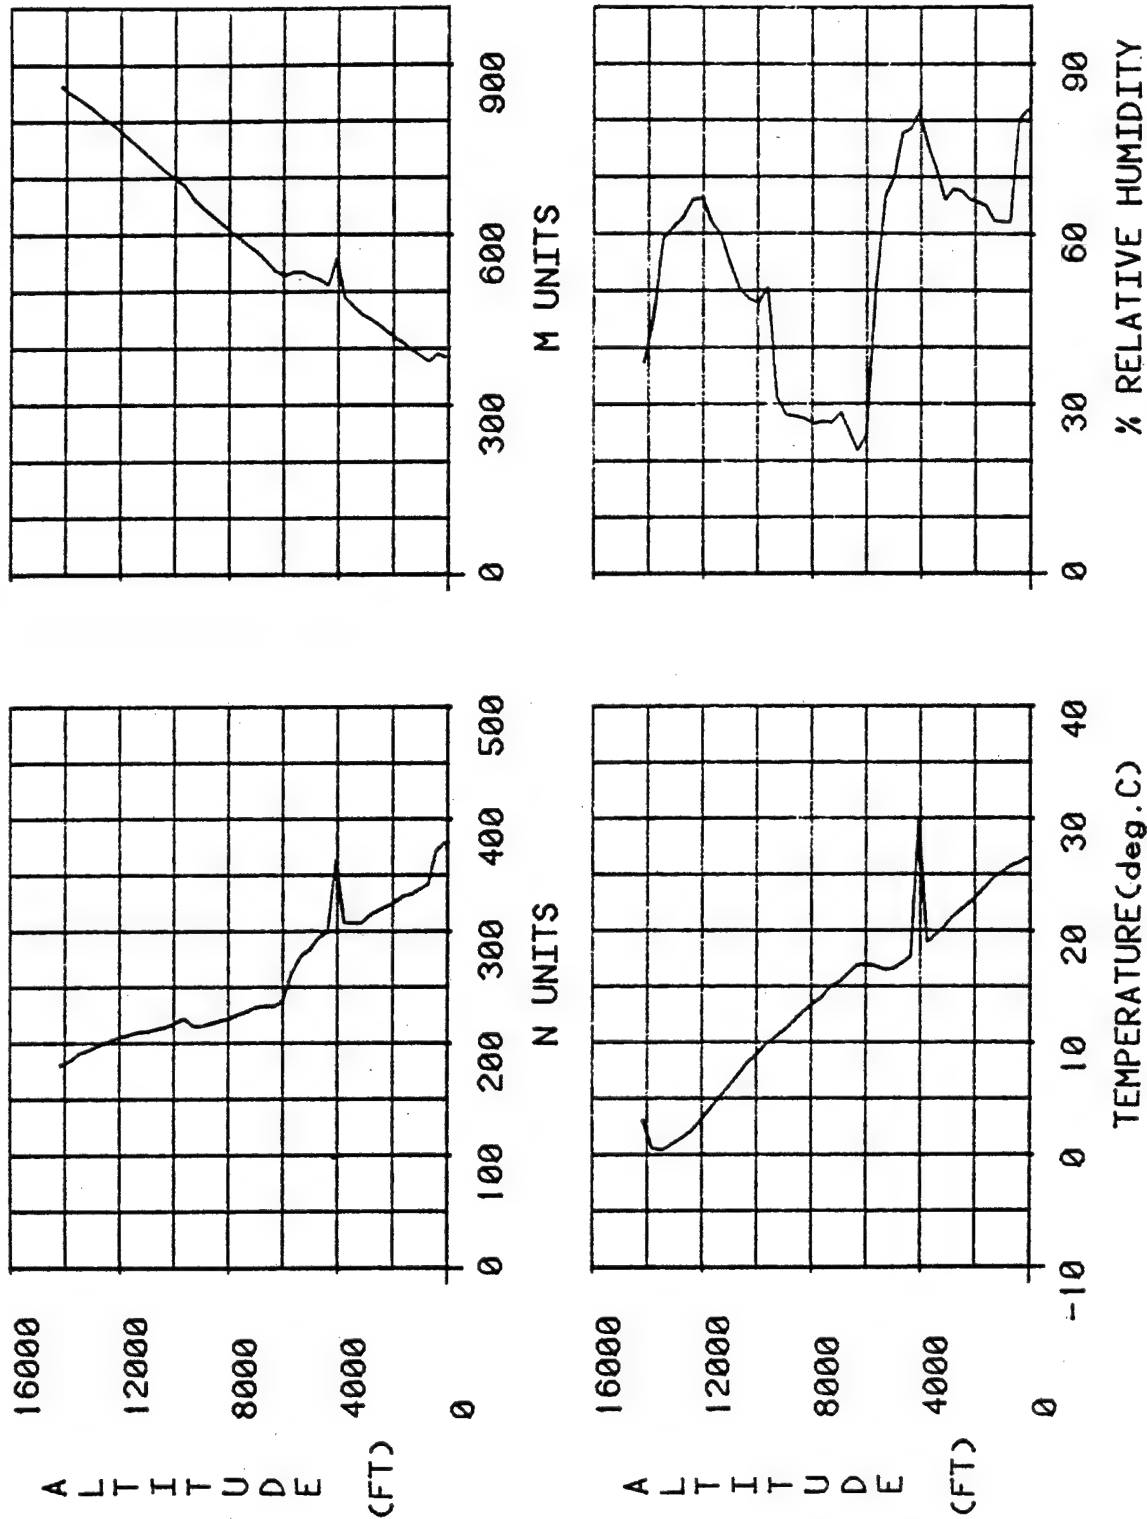 ALTITUDE
(FT)
16000
12000
8000
4000
0
0 100 200 300 400 500
N UNITS
0 300 600 900
M UNITS
ALTITUDE
(FT)
16000
12000
8000
4000
0
-10 0 10 20 30 40
TEMPERATURE(deg.C)
0 30 60 90
% RELATIVE HUMIDITY